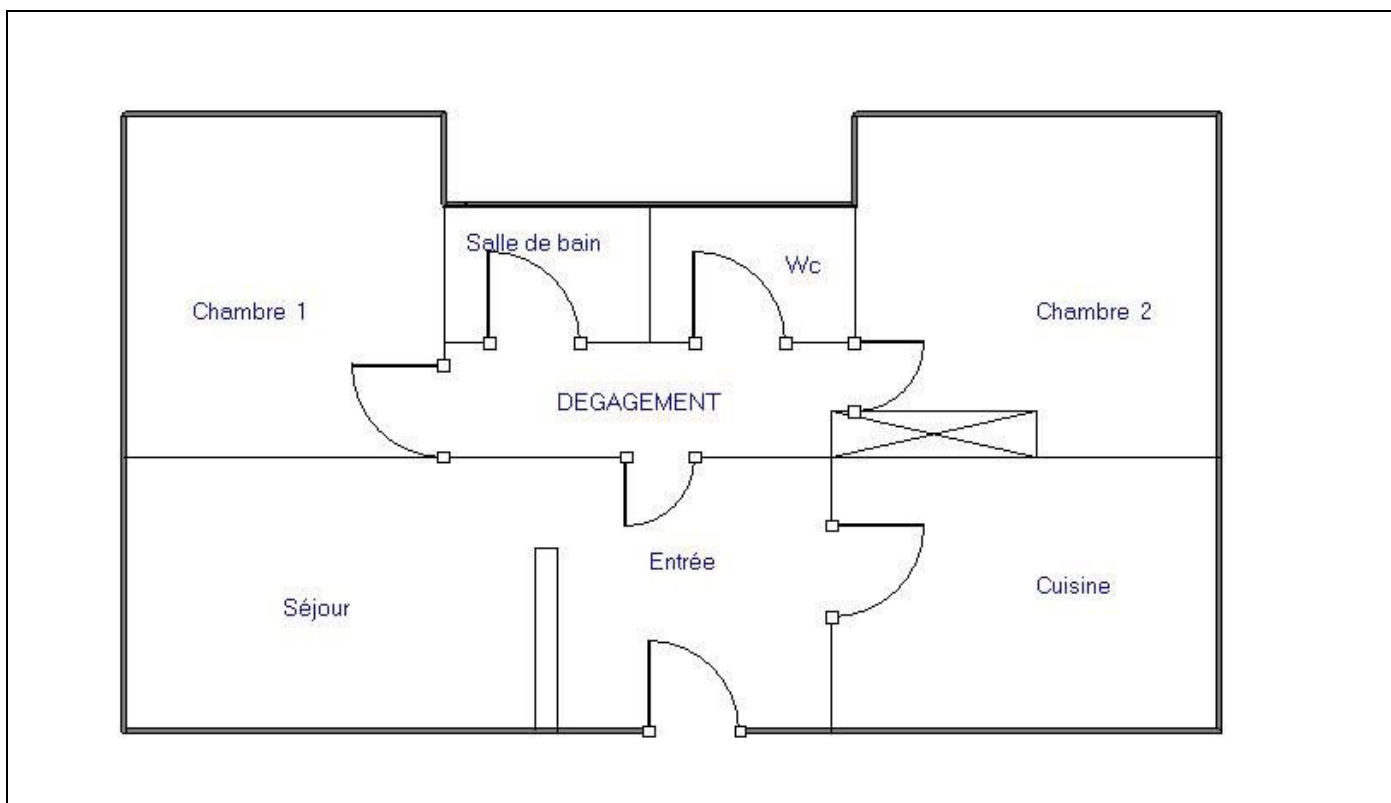 Salle de bain
Wc
Chambre 1
Chambre 2
DEGAGEMENT
Entrée
Séjour
Cuisine